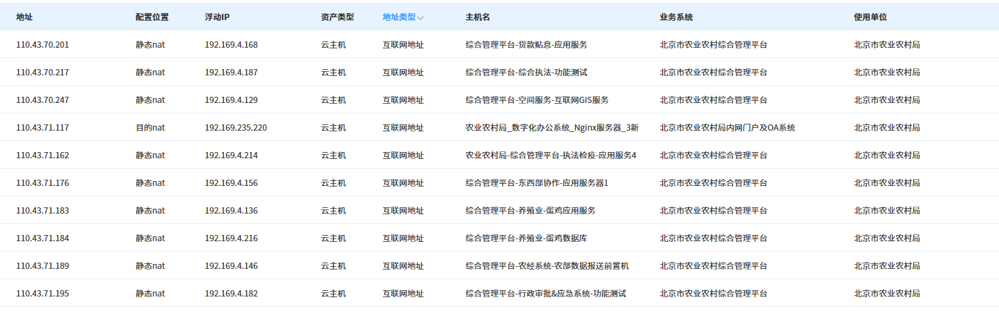 地址 配置位置 浮动IP 资产类型 地址类型 主机名 业务系统 使用单位
110.43.70.201 静态nat 192.169.4.168 云主机 互联网地址 综合管理平台-贷款贴息-应用服务 北京市农业农村综合管理平台 北京市农业农村局
110.43.70.217 静态nat 192.169.4.187 云主机 互联网地址 综合管理平台-综合执法-功能测试 北京市农业农村综合管理平台 北京市农业农村局
110.43.70.247 静态nat 192.169.4.129 云主机 互联网地址 综合管理平台-空间服务-互联网GIS服务 北京市农业农村综合管理平台 北京市农业农村局
110.43.71.117 目的nat 192.169.235.220 云主机 互联网地址 农业农村局_数字化办公系统_Nginx服务器_3新 北京市农业农村局内网门户及OA系统 北京市农业农村局
110.43.71.162 静态nat 192.169.4.214 云主机 互联网地址 农业农村局-综合管理平台-执法检疫-应用服务4 北京市农业农村综合管理平台 北京市农业农村局
110.43.71.176 静态nat 192.169.4.156 云主机 互联网地址 综合管理平台-东西部协作-应用服务器1 北京市农业农村综合管理平台 北京市农业农村局
110.43.71.183 静态nat 192.169.4.136 云主机 互联网地址 综合管理平台-养殖业-蛋鸡应用服务 北京市农业农村综合管理平台 北京市农业农村局
110.43.71.184 静态nat 192.169.4.216 云主机 互联网地址 综合管理平台-养殖业-蛋鸡数据库 北京市农业农村综合管理平台 北京市农业农村局
110.43.71.189 静态nat 192.169.4.146 云主机 互联网地址 综合管理平台-农经系统-农部数据报送前置机 北京市农业农村综合管理平台 北京市农业农村局
110.43.71.195 静态nat 192.169.4.182 云主机 互联网地址 综合管理平台-行政审批&应急系统-功能测试 北京市农业农村综合管理平台 北京市农业农村局